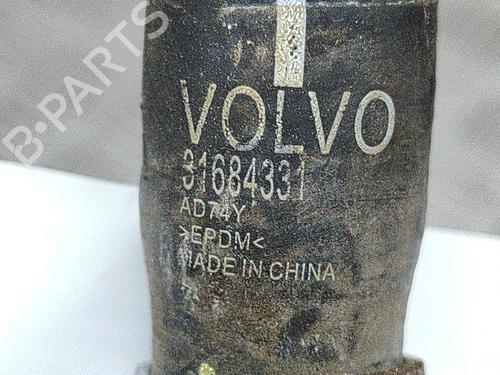 B-PARTS
VOLVO
31684331
AD74Y
>EPDM<
MADE IN CHINA